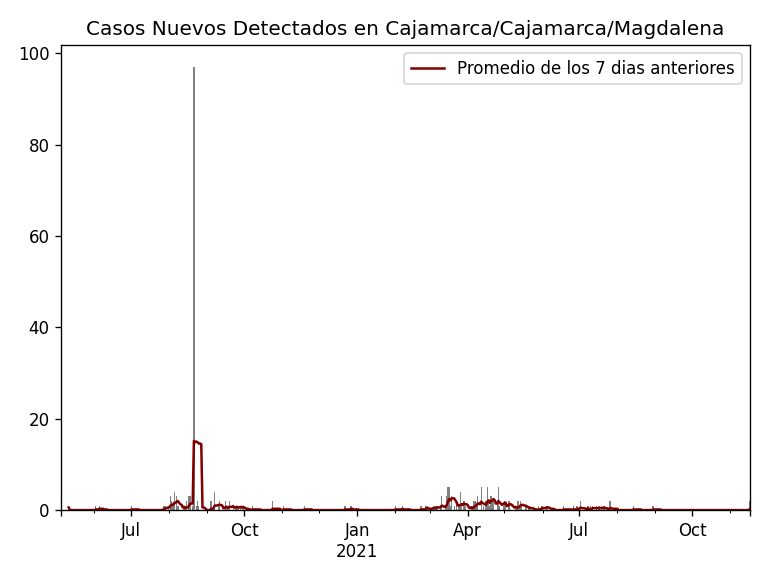 Casos Nuevos Detectados en Cajamarca/Cajamarca/Magdalena
Promedio de los 7 dias anteriores
100
80
60
40
20
0
Jul Oct Jan Apr Jul Oct
2021